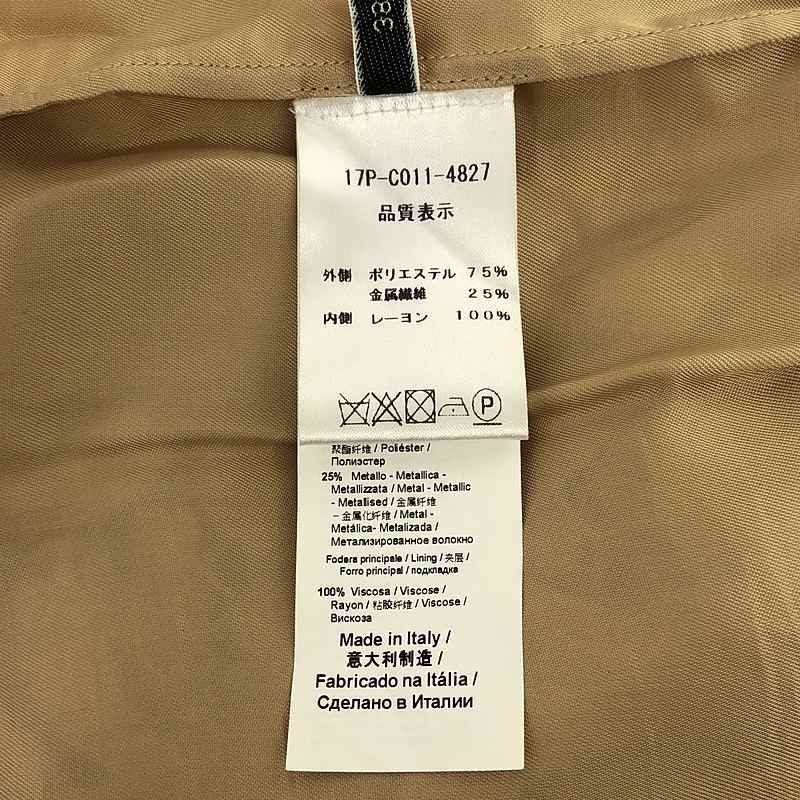 38
17P-C011-4827
品質表示
外側 ポリエステル 75%
金属繊維 25%
内側 レーヨン 100%
P
聚酯纤维 / Poliéster /
Полиэстер
25% Metallo - Metallica -
Metallizzata / Metal - Metallic
- Metallised / 金属纤维
- 金属化纤维 / Metal -
Metálica- Metalizada /
Метализированное волокно
Fodera principale / Lining / 夹层 /
Forro principal / подкладка
100% Viscosa / Viscose /
Rayon / 粘胶纤维 / Viscose /
Вискоза
Made in Italy /
意大利制造 /
Fabricado na Itália /
Сделано в Италии